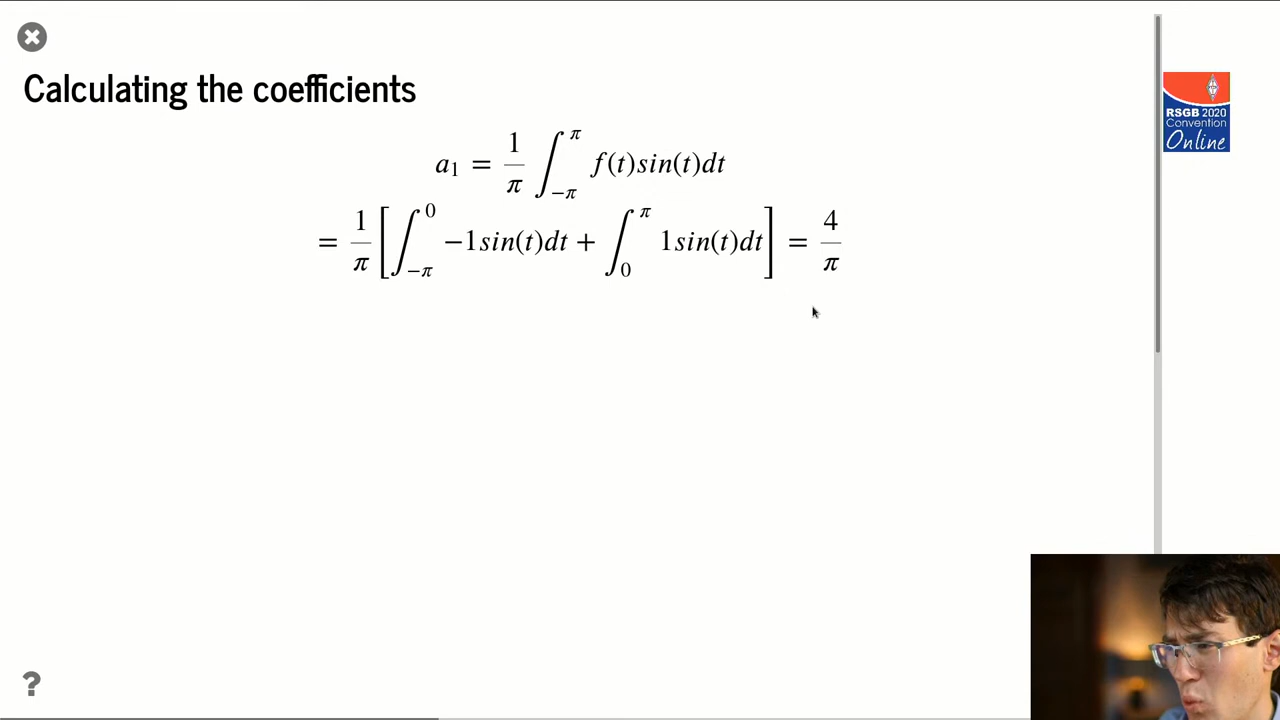 Calculating the coefficients
a₁ = 1/π ∫_{−π}^{π} f(t)sin(t)dt
= 1/π [∫_{−π}^{0} −1sin(t)dt + ∫_{0}^{π} 1sin(t)dt] = 4/π
RSGB 2020
Convention
Online
?